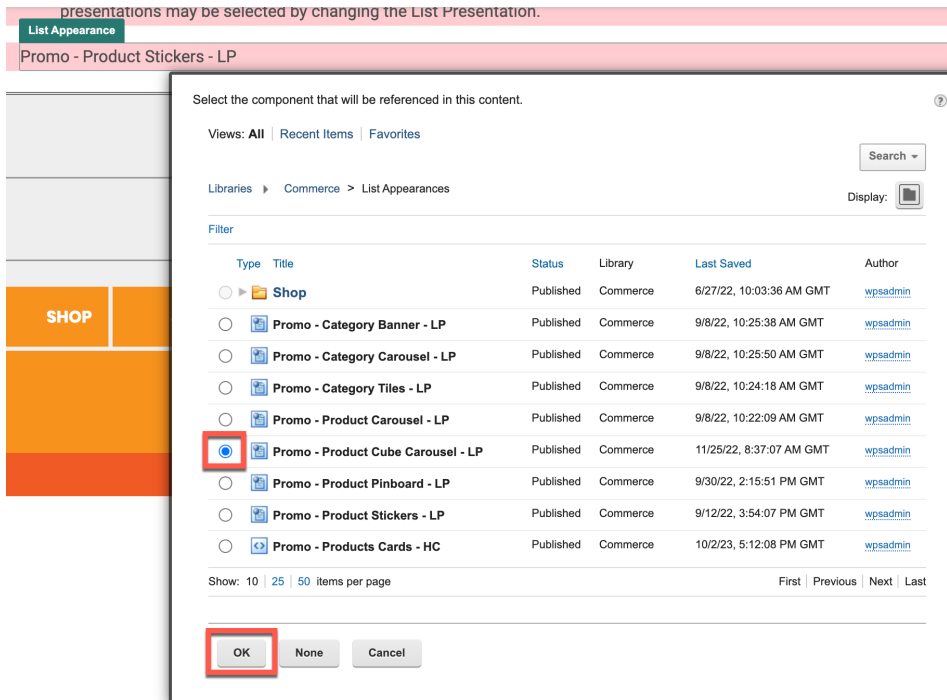 presentations may be selected by changing the List Presentation.
List Appearance
Promo - Product Stickers - LP
Select the component that will be referenced in this content.
?
Views: All | Recent Items | Favorites
Search
Libraries Commerce > List Appearances
Display:
Filter
Type Title Status Library Last Saved Author
Shop Published Commerce 6/27/22, 10:03:36 AM GMT wpsadmin
Promo - Category Banner - LP Published Commerce 9/8/22, 10:25:38 AM GMT wpsadmin
Promo - Category Carousel - LP Published Commerce 9/8/22, 10:25:50 AM GMT wpsadmin
Promo - Category Tiles - LP Published Commerce 9/8/22, 10:24:18 AM GMT wpsadmin
Promo - Product Carousel - LP Published Commerce 9/8/22, 10:22:09 AM GMT wpsadmin
Promo - Product Cube Carousel - LP Published Commerce 11/25/22, 8:37:07 AM GMT wpsadmin
Promo - Product Pinboard - LP Published Commerce 9/30/22, 2:15:51 PM GMT wpsadmin
Promo - Product Stickers - LP Published Commerce 9/12/22, 3:54:07 PM GMT wpsadmin
Promo - Products Cards - HC Published Commerce 10/2/23, 5:12:08 PM GMT wpsadmin
Show: 10 | 25 | 50 items per page First | Previous | Next | Last
OK None Cancel
SHOP